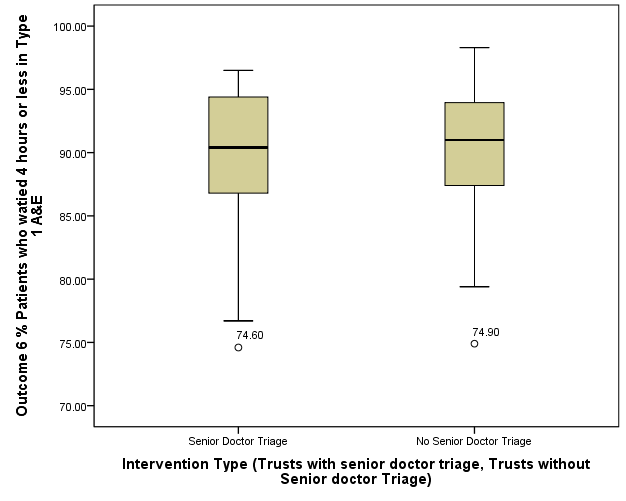 Outcome 6 % Patients who watied 4 hours or less in Type
1 A&E
100.00
95.00
90.00
85.00
80.00
75.00
70.00
74.60
74.90
Senior Doctor Triage
No Senior Doctor Triage
Intervention Type (Trusts with senior doctor triage, Trusts without
Senior doctor Triage)